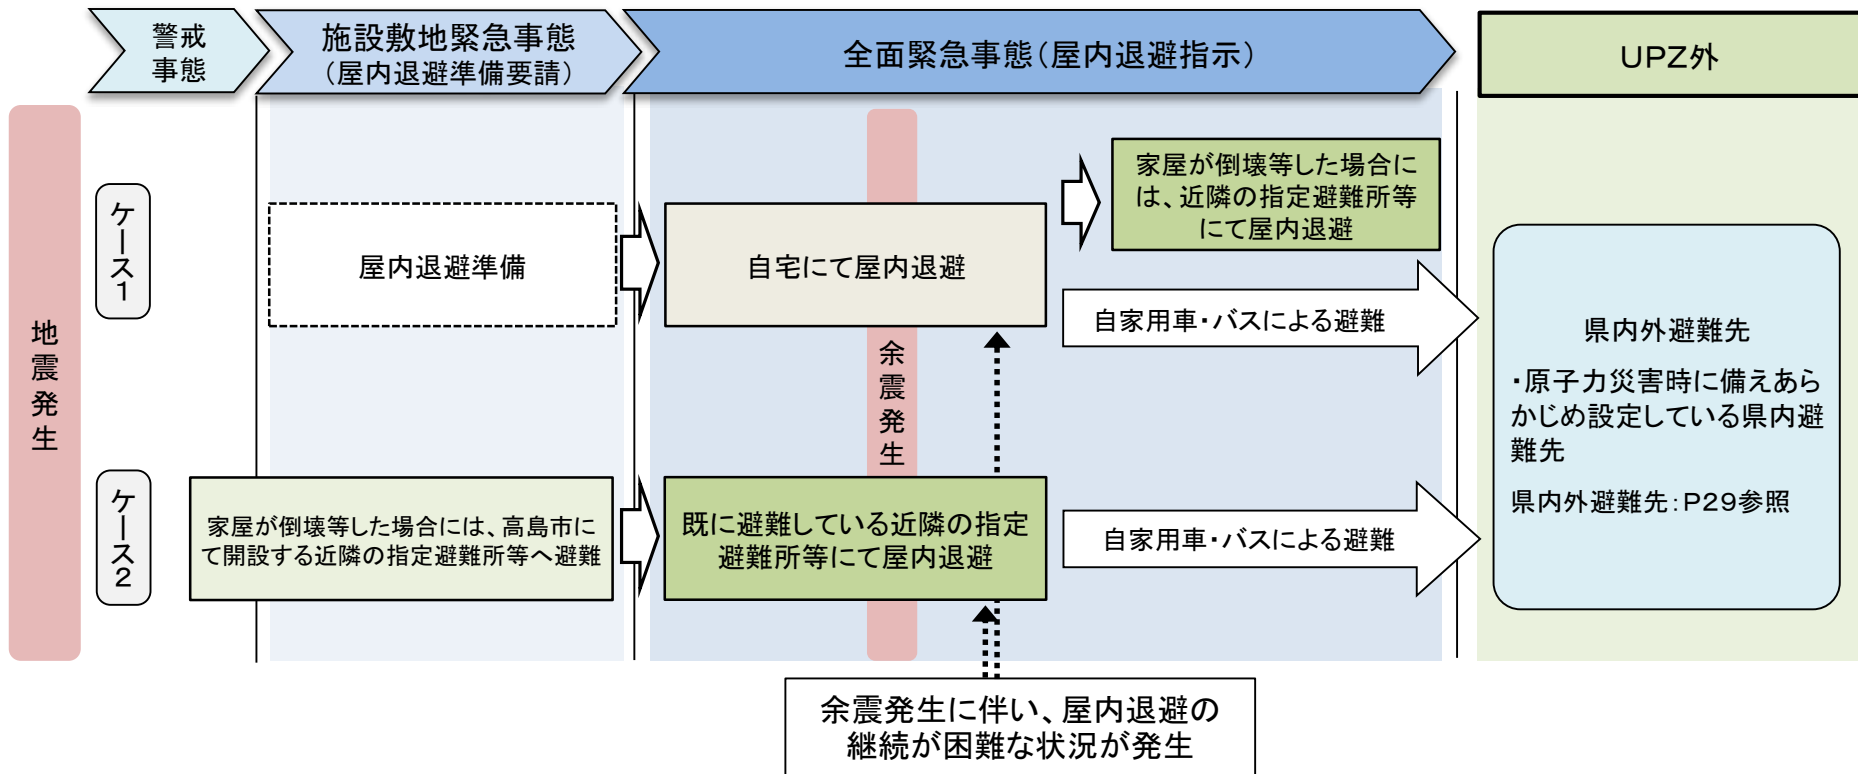 警戒
事態
施設敷地緊急事態
（屋内退避準備要請）
全面緊急事態（屋内退避指示）
UPZ外
地震発生
ケース１
屋内退避準備
自宅にて屋内退避
家屋が倒壊等した場合に
は、近隣の指定避難所等
にて屋内退避
自家用車・バスによる避難
余震発生
ケース２
家屋が倒壊等した場合には、高島市に
て開設する近隣の指定避難所等へ避難
既に避難している近隣の指定
避難所等にて屋内退避
自家用車・バスによる避難
県内外避難先
・原子力災害時に備えあら
かじめ設定している県内避
難先
県内外避難先：P29参照
余震発生に伴い、屋内退避の
継続が困難な状況が発生